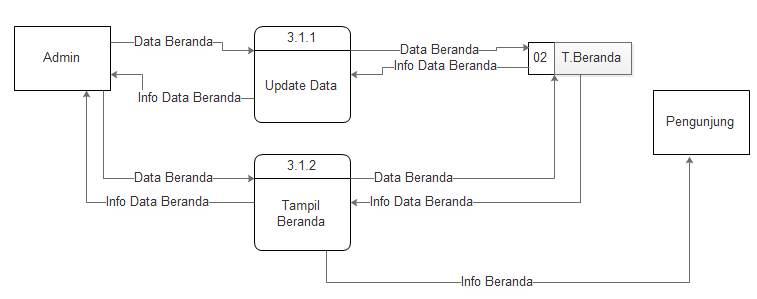 3.1.1
Admin
Data Beranda
Data Beranda
Info Data Beranda
02
T.Beranda
Update Data
Info Data Beranda
Pengunjung
3.1.2
Data Beranda
Data Beranda
Info Data Beranda
Tampil
Beranda
Info Data Beranda
Info Beranda